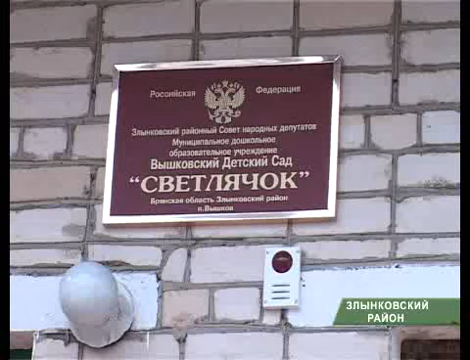 Российская Федерация
Злынковский районный Совет народных депутатов
Муниципальное дошкольное
образовательное учреждение
Вышковский Детский Сад
"СВЕТЛЯЧОК"
Брянская область Злынковский район
п.Вышков
ЗЛЫНКОВСКИЙ
РАЙОН